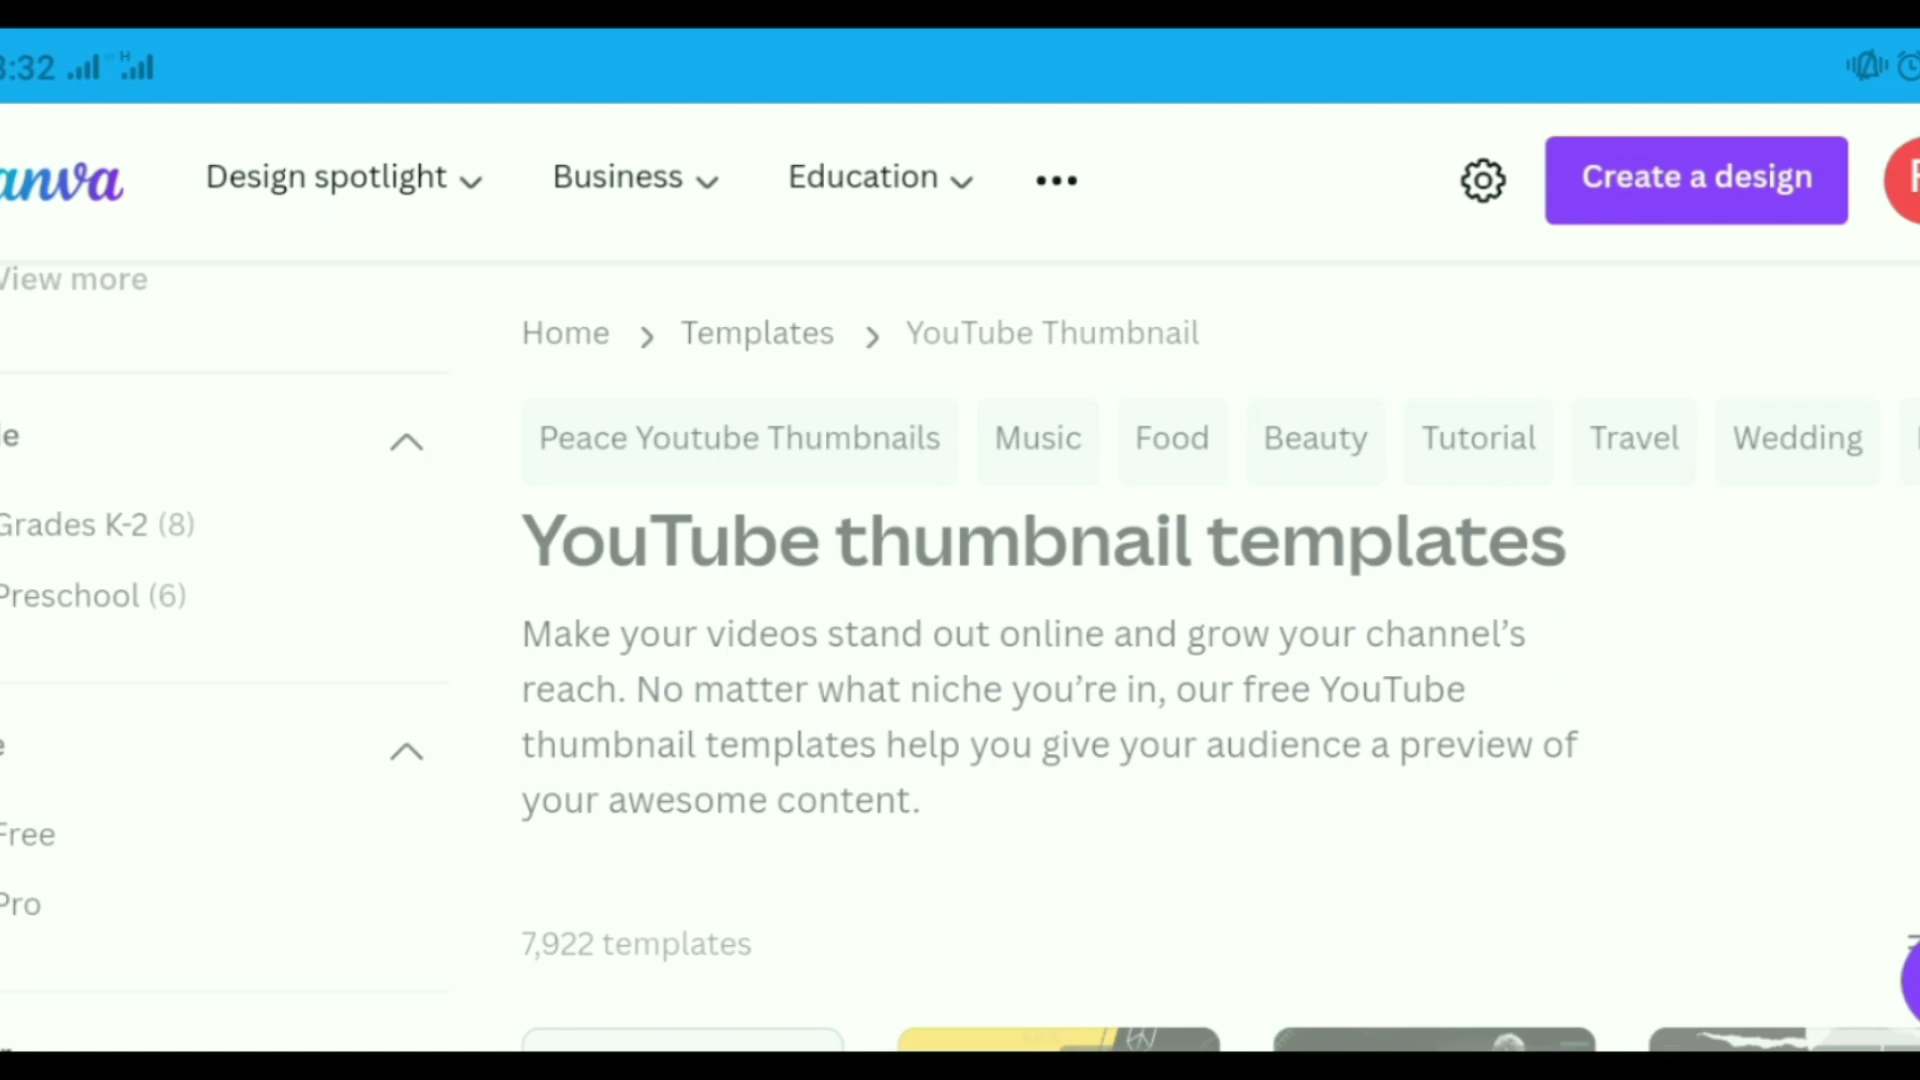 :32
H
anva
Design spotlight
Business
Education
Create a design
View more
Home
Templates
YouTube Thumbnail
Peace Youtube Thumbnails
Music
Food
Beauty
Tutorial
Travel
Wedding
Grades K-2 (8)
Preschool (6)
Free
Pro
YouTube thumbnail templates
Make your videos stand out online and grow your channel’s
reach. No matter what niche you’re in, our free YouTube
thumbnail templates help you give your audience a preview of
your awesome content.
7,922 templates